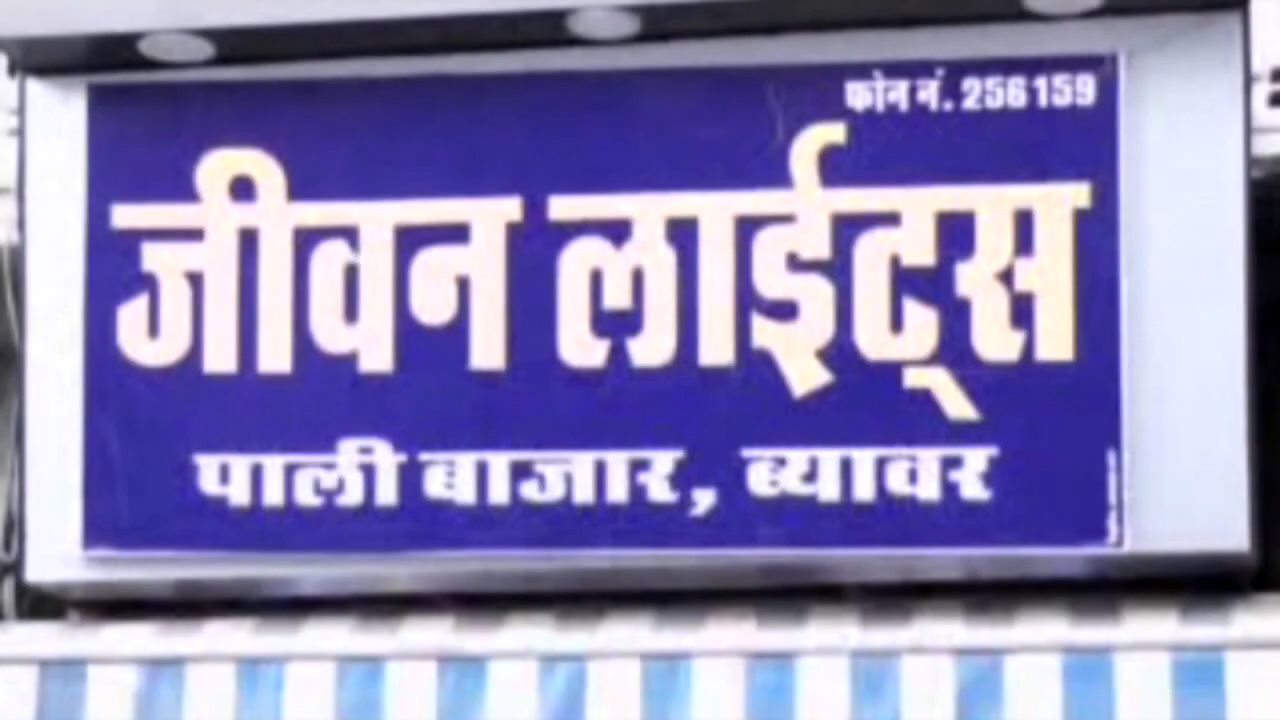 फोन नं. 256159
जीवन लाईट्स
पाली बाजार, ब्यावर